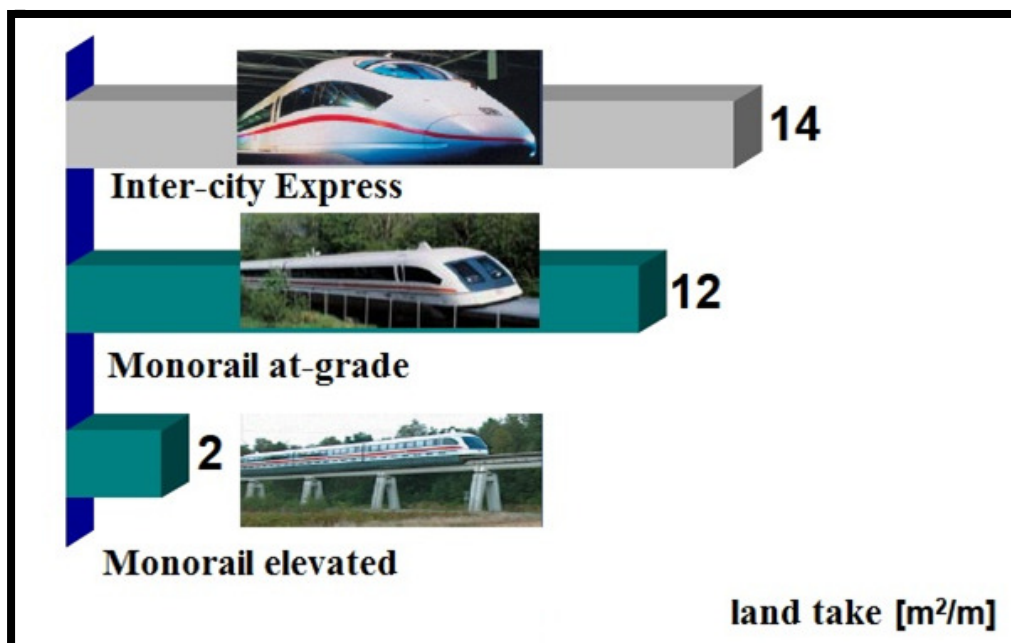 14
Inter-city Express
12
Monorail at-grade
2
Monorail elevated
land take [m²/m]